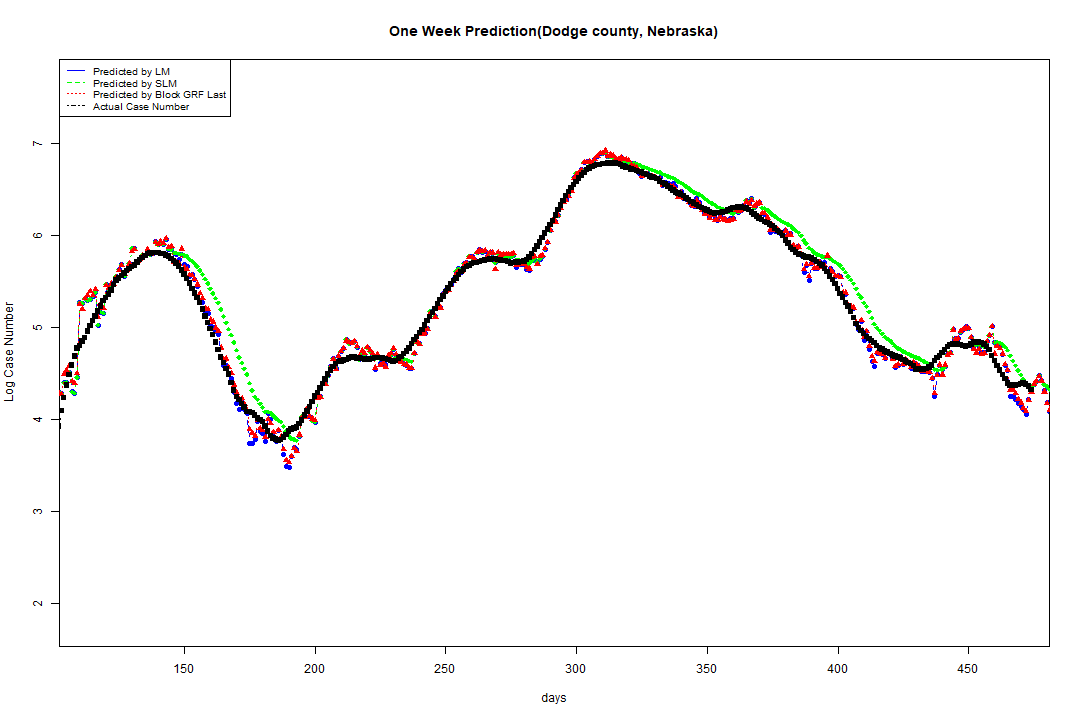 One Week Prediction(Dodge county, Nebraska)
Predicted by LM
Predicted by SLM
Predicted by Block GRF Last
Actual Case Number
7
6
5
4
3
2
Log Case Number
150 200 250 300 350 400 450
days